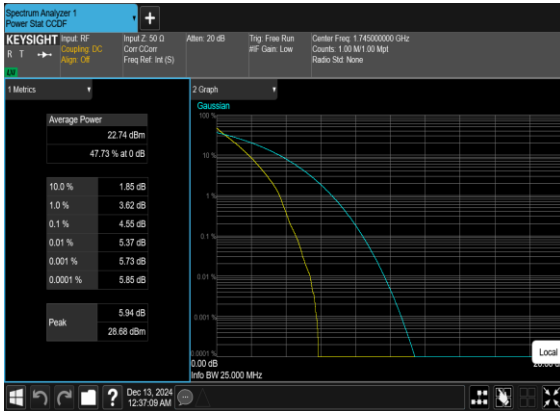 Spectrum Analyzer 1
Power Stat CCDF
KEYSIGHT
R T
LW
Input: RF
Coupling: DC
Align: Off
Input Z: 50 Ω
Corr CCorr
Freq Ref: Int (S)
Atten: 20 dB
Trig: Free Run
#IF Gain: Low
Center Freq: 1.745000000 GHz
Counts: 1.00 M/1.00 Mpt
Radio Std: None
1 Metrics
Average Power
22.74 dBm
47.73 % at 0 dB
10.0 % 1.85 dB
1.0 % 3.62 dB
0.1 % 4.55 dB
0.01 % 5.37 dB
0.001 % 5.73 dB
0.0001 % 5.85 dB
Peak
5.94 dB
28.68 dBm
2 Graph
Gaussian
100 %
10 %
1 %
0.1 %
0.01 %
0.001 %
0.0001 %
0.00 dB
Info BW 25.000 MHz
Local
Dec 13, 2024
12:37:09 AM